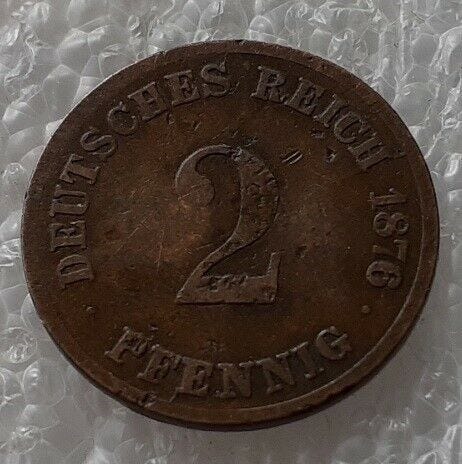 DEUTSCHES REICH 1876
2
PFENNIG